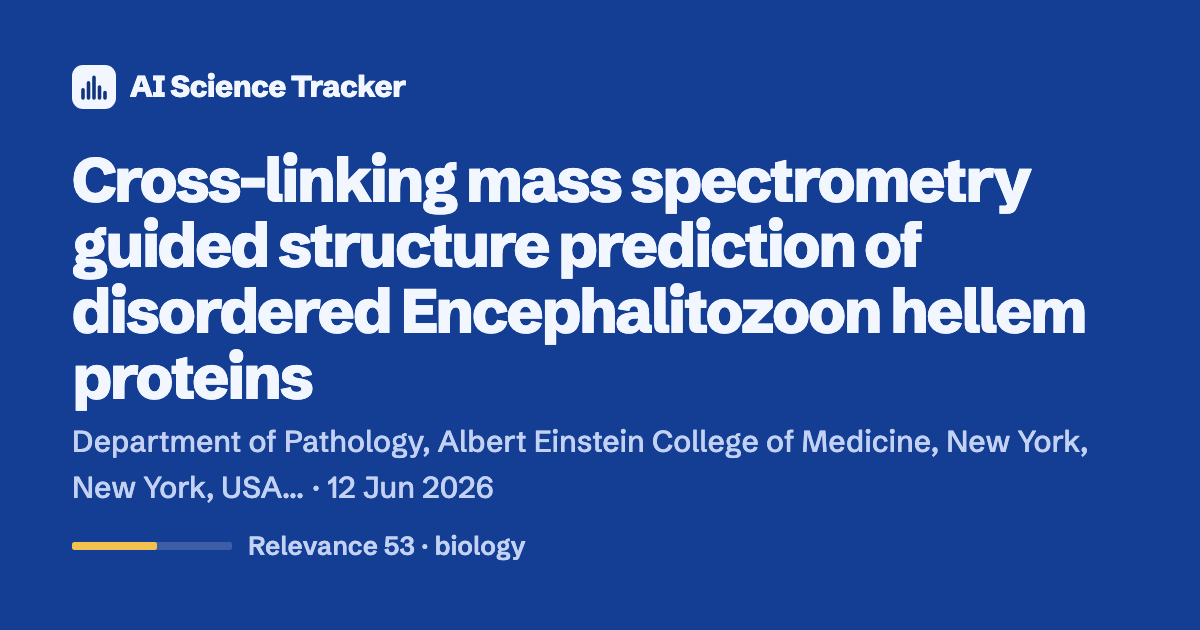 AI Science Tracker
Cross-linking mass spectrometry
guided structure prediction of
disordered Encephalitozoon hellem
proteins
Department of Pathology, Albert Einstein College of Medicine, New York,
New York, USA... · 12 Jun 2026
Relevance 53 · biology